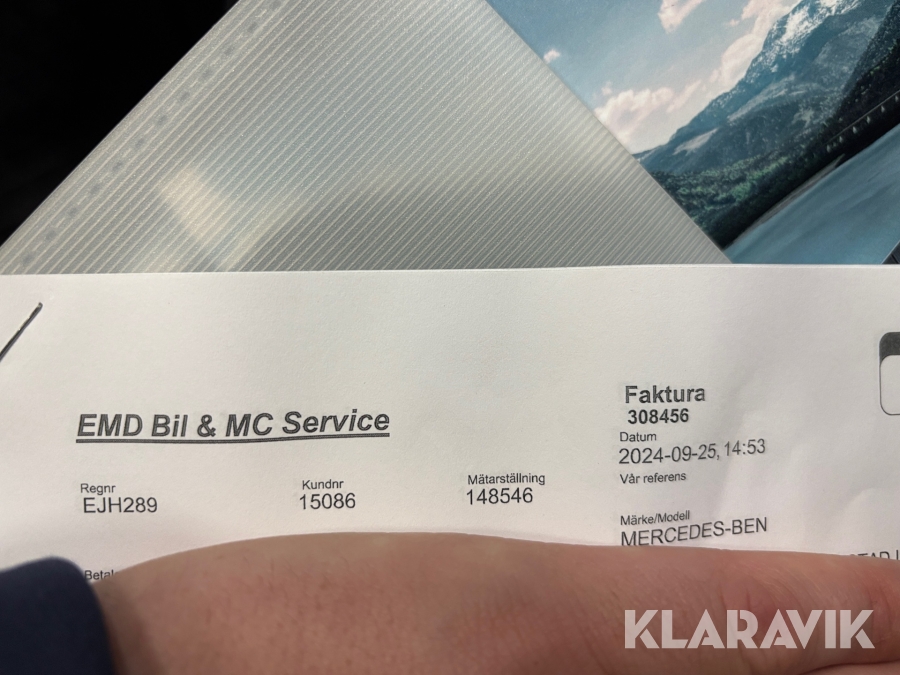 EMD Bil & MC Service
Faktura
308456
Datum
2024-09-25, 14:53
Vår referens
Regnr
EJH289
Kundnr
15086
Mätarställning
148546
Märke/Modell
MERCEDES-BEN
KLARAVIK